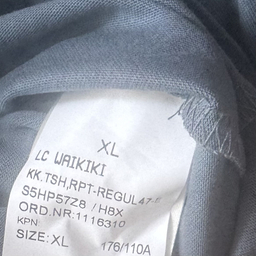 XL
LC WAIKIKI
KK.TSH,RPT-REGUL
S5HP57Z8 / H8X
ORD.NR:1116310
KPN
SIZE: XL
176/110A